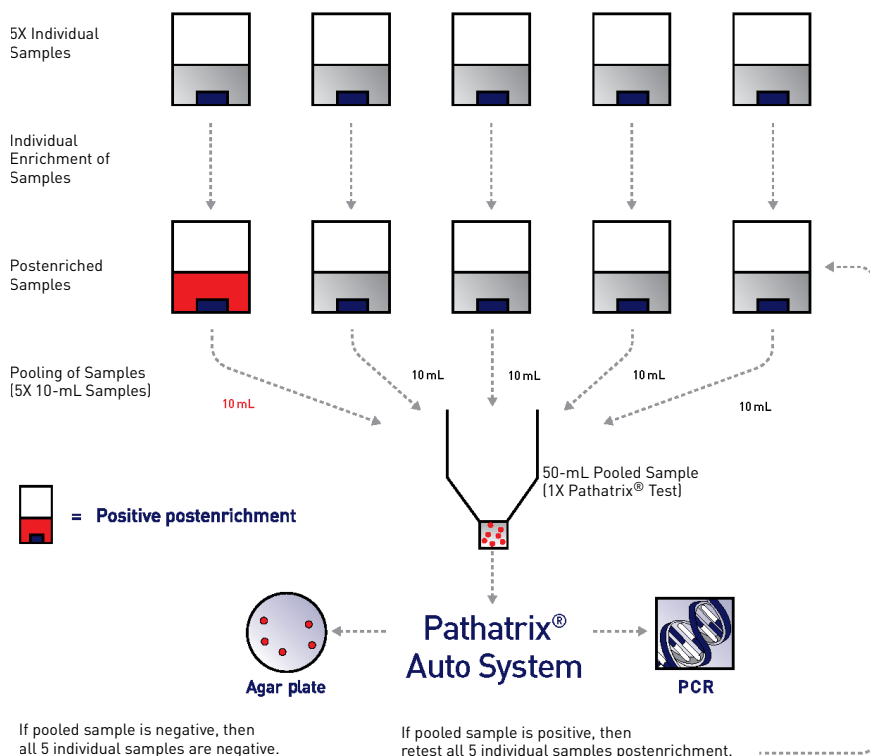 5X Individual
Samples
Individual
Enrichment of
Samples
Postenriched
Samples
Pooling of Samples
(5X 10-mL Samples)
10 mL
10 mL
10 mL
10 mL
10 mL
50-mL Pooled Sample
(1X Pathatrix® Test)
= Positive postenrichment
Pathatrix®
Auto System
Agar plate
PCR
If pooled sample is negative, then
all 5 individual samples are negative.
If pooled sample is positive, then
retest all 5 individual samples postenrichment.